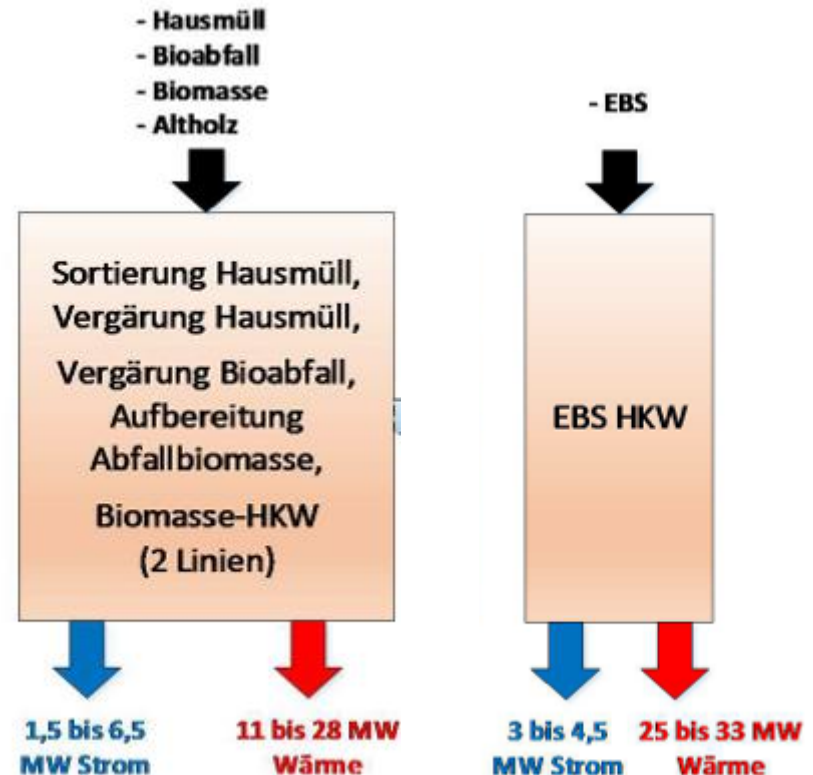 - Hausmüll
- Bioabfall
- Biomasse
- Altholz
Sortierung Hausmüll,
Vergärung Hausmüll,
Vergärung Bioabfall,
Aufbereitung
Abfallbiomasse,
Biomasse-HKW
(2 Linien)
1,5 bis 6,5
MW Strom
11 bis 28 MW
Wärme
- EBS
EBS HKW
3 bis 4,5
MW Strom
25 bis 33 MW
Wärme